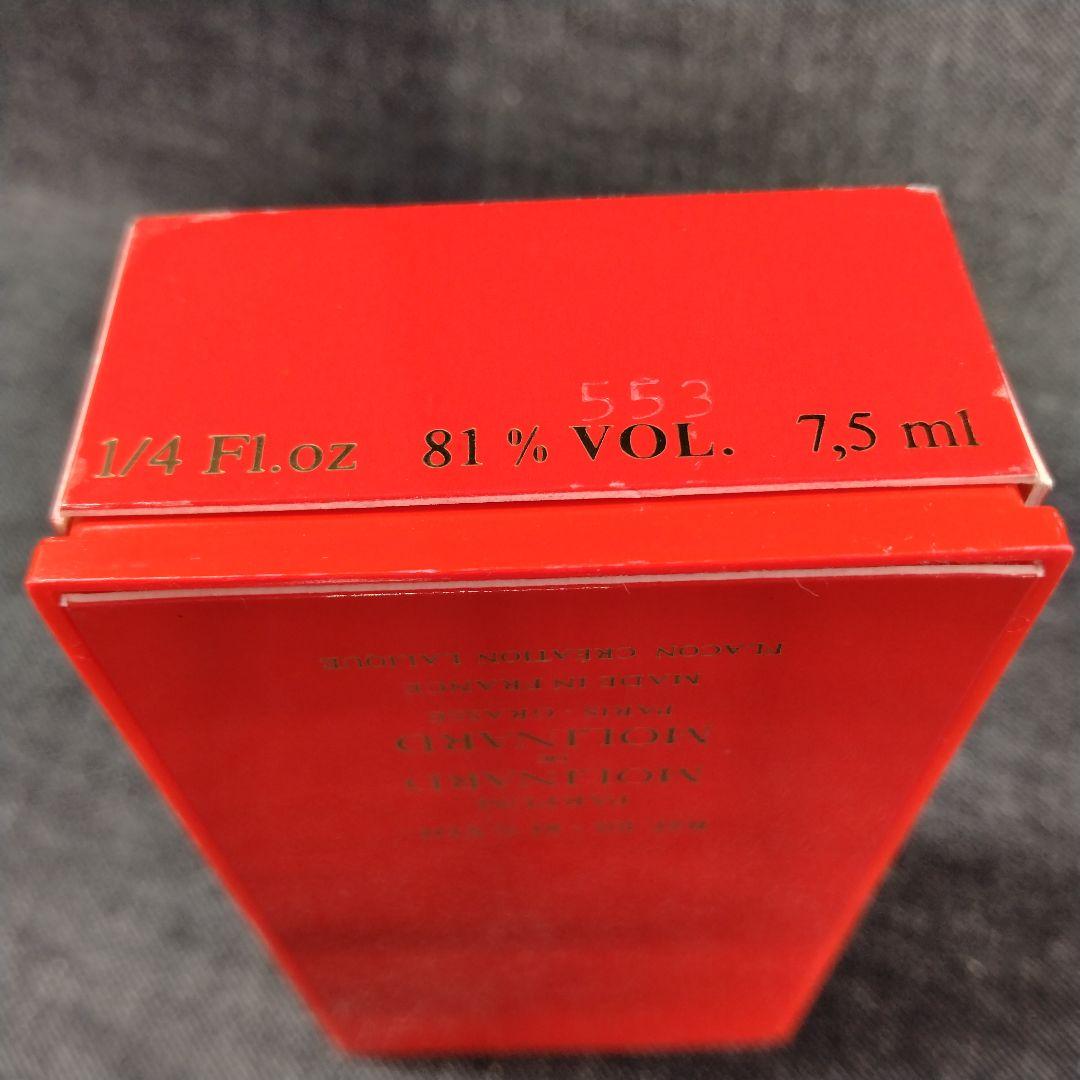 553
1/4 Fl.oz 81 % VOL. 7,5 ml
PARFUM
MOLINARD
DE
MOLINARD
PARIS - GRASSE
MADE IN FRANCE
FLACON CRÉATION LALIQUE